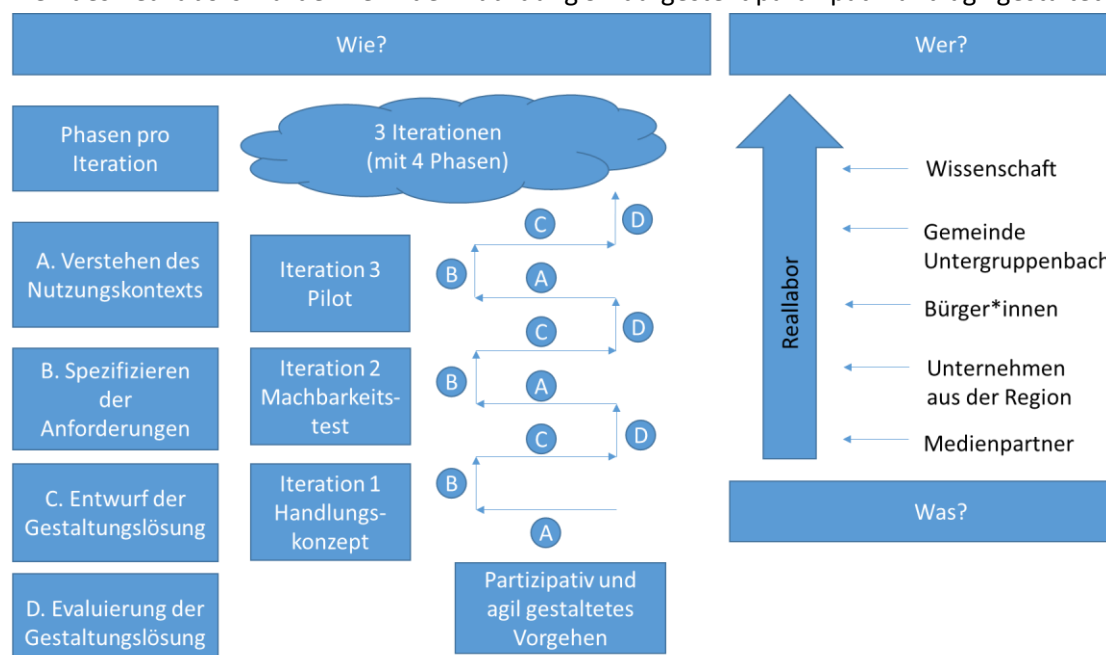 Wie?
Wer?
Phasen pro
Iteration
3 Iterationen
(mit 4 Phasen)
A. Verstehen des
Nutzungskontexts
Iteration 3
Pilot
B. Spezifizieren
der
Anforderungen
Iteration 2
Machbarkeits-
test
C. Entwurf der
Gestaltungslösung
Iteration 1
Handlungs-
konzept
D. Evaluierung der
Gestaltungslösung
D
C
B
A
D
C
B
A
D
C
B
A
Partizipativ und
agil gestaltetes
Vorgehen
Reallabor
Wissenschaft
Gemeinde
Untergruppenbach
Bürger*innen
Unternehmen
aus der Region
Medienpartner
Was?